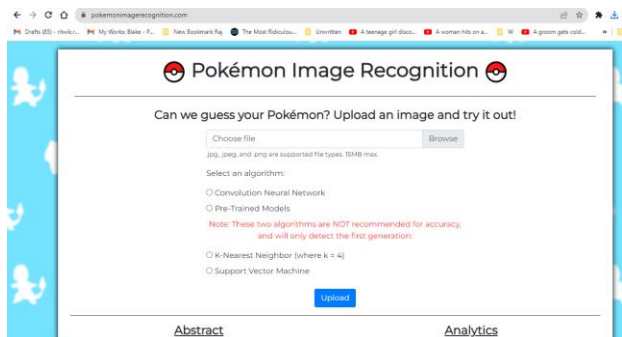 pokemonimagerecognition.com
Drafts (85) - ritwik.r... My Works: Blake - P... New Bookmark Raj The Most Ridiculou... Unwritten A teenage girl disco... A woman hits on a... W A groom gets cold... »
Pokémon Image Recognition
Can we guess your Pokémon? Upload an image and try it out!
Choose file Browse
.jpg, .jpeg, and .png are supported file types. 15MB max.
Select an algorithm:
Convolution Neural Network
Pre-Trained Models
Note: These two algorithms are NOT recommended for accuracy,
and will only detect the first generation:
K-Nearest Neighbor (where k = 4)
Support Vector Machine
Upload
Abstract Analytics